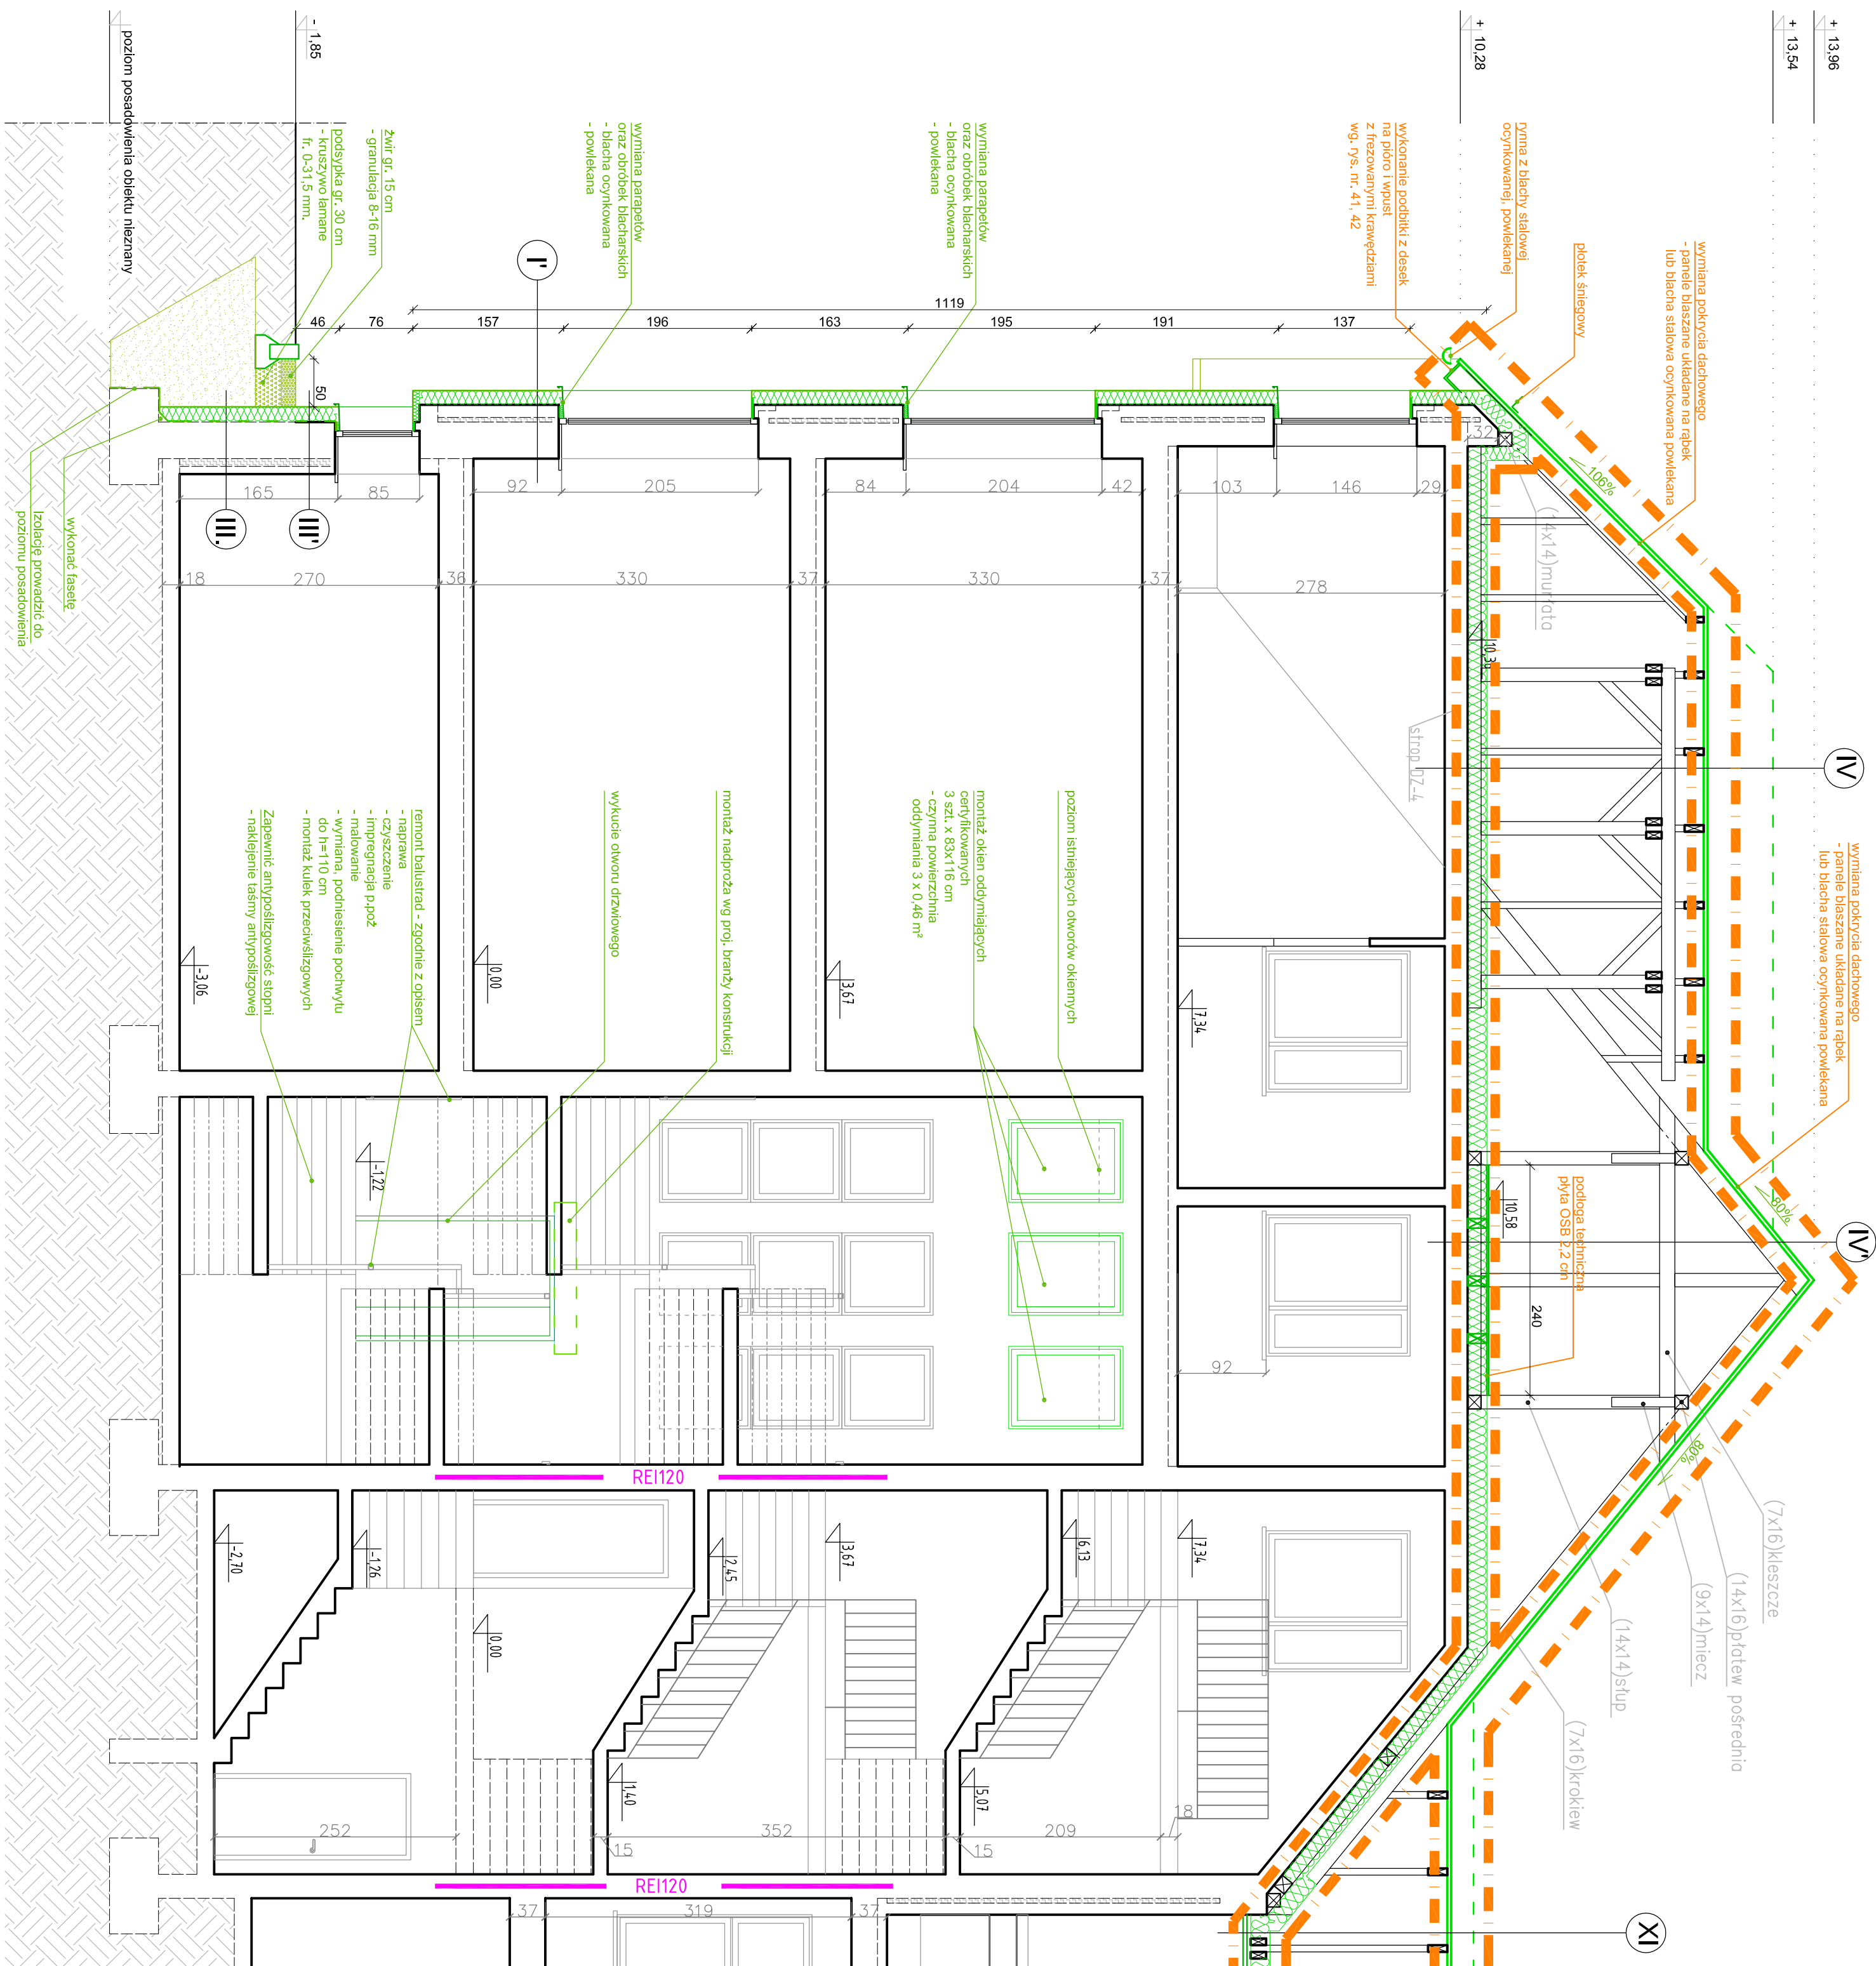 + 13,96
+ 13,54
+ 10,28
- 1,85
poziom posadowienia obiektu nieznany
wymiana pokrycia dachowego
- panele blaszane układane na rąbek
lub blacha stalowa ocynkowana powlekana
płotek śniegowy
rynna z blachy stalowej
ocynkowanej, powlekanej
wykonanie podbitki z desek
na pióro i wpust
z frezowanymi krawędziami
wg. rys. nr. 41, 42
wymiana parapetów
oraz obróbek blacharskich
- blacha ocynkowana
- powlekana
wymiana parapetów
oraz obróbek blacharskich
- blacha ocynkowana
- powlekana
żwir gr. 15 cm
- granulacja 8-16 mm
podsypka gr. 30 cm
- kruszywo łamane
fr. 0-31,5 mm.
I'
1119
46
76
157
196
163
195
191
137
50
32
106%
(14x14)murłata
165
85
92
205
84
204
42
103
146
29
III.
III'
18
270
36
330
37
330
37
278
wykonać fasetę
Izolację prowadzić do
poziomu posadowienia
10,38
strop DZ-4
IV
wymiana pokrycia dachowego
- panele blaszane układane na rąbek
lub blacha stalowa ocynkowana powlekana
poziom istniejących otworów okiennych
montaż okien oddymiających
certyfikowanych
3 szt. x 83x116 cm
- czynna powierzchnia
oddymiania 3 x 0,46 m²
montaż nadproża wg proj. branży konstrukcji
wykucie otworu drzwiowego
remont balustrad - zgodnie z opisem
- naprawa
- czyszczenie
- impregnacja p.poż
- malowanie
- wymiana, podniesienie pochwytu
do h=110 cm
- montaż kulek przeciwślizgowych
Zapewnić antypoślizgowość stopni
- naklejenie taśmy antypoślizgowej
-3,06
0,00
3,67
7,34
-1,22
80%
IV'
podłoga techniczna
płyta OSB 2,2 cm
10,58
240
92
80%
(7x16)kleszcze
(14x16)płatew pośrednia
(9x14)miecz
(14x14)słup
(7x16)krokiew
REI120
-2,70
-1,26
0,00
2,45
3,67
6,13
7,34
1,40
5,07
18
252
15
352
15
209
REI120
37
319
37
XI